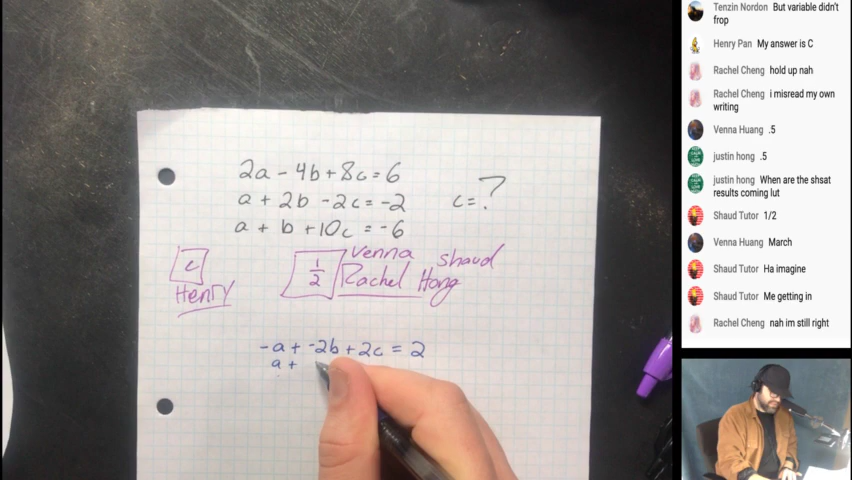 2a - 4b + 8c = 6
a + 2b - 2c = -2
a + b + 10c = -6
c = ?
c
Henry
1/2
Venna shaud
Rachel Hong
-a + -2b + 2c = 2
a +
Tenzin Nordon But variable didn't
frop
Henry Pan My answer is C
Rachel Cheng hold up nah
Rachel Cheng i misread my own
writing
Venna Huang .5
justin hong .5
justin hong When are the shsat
results coming lut
Shaud Tutor 1/2
Venna Huang March
Shaud Tutor Ha imagine
Shaud Tutor Me getting in
Rachel Cheng nah im still right